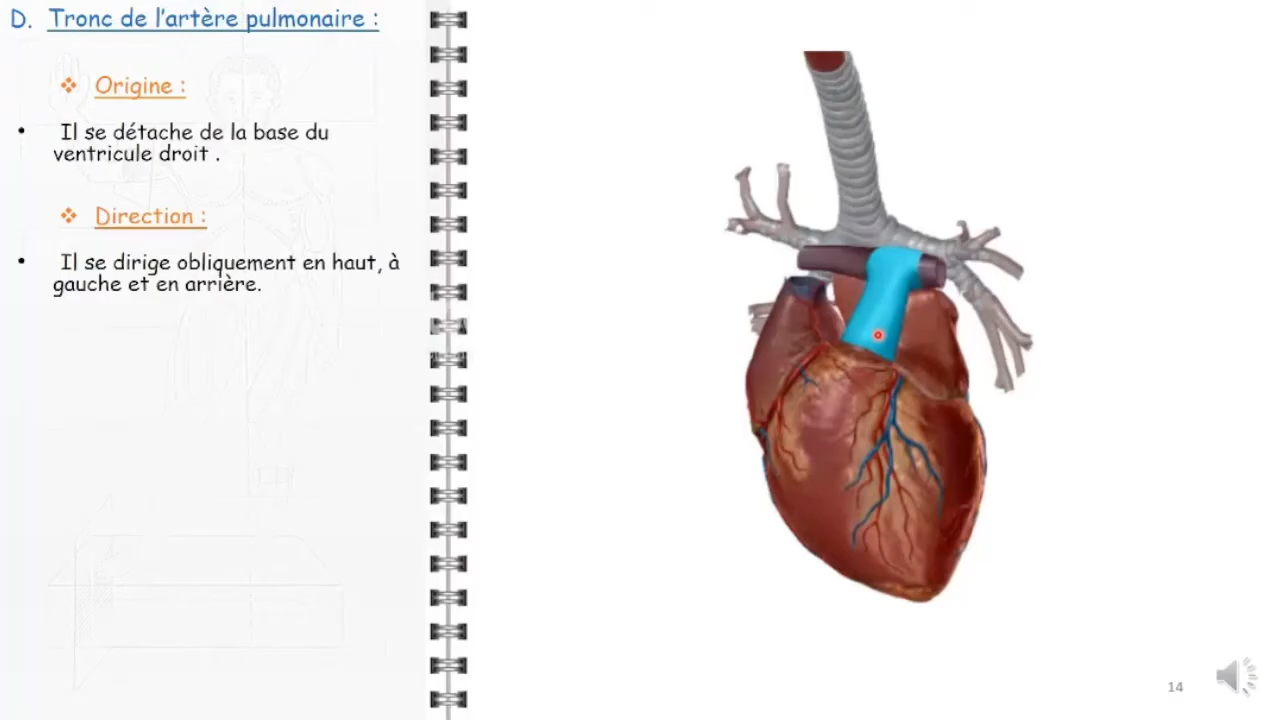 D. Tronc de l'artère pulmonaire :
❖ Origine :
• Il se détache de la base du
ventricule droit .
❖ Direction :
• Il se dirige obliquement en haut, à
gauche et en arrière.
14